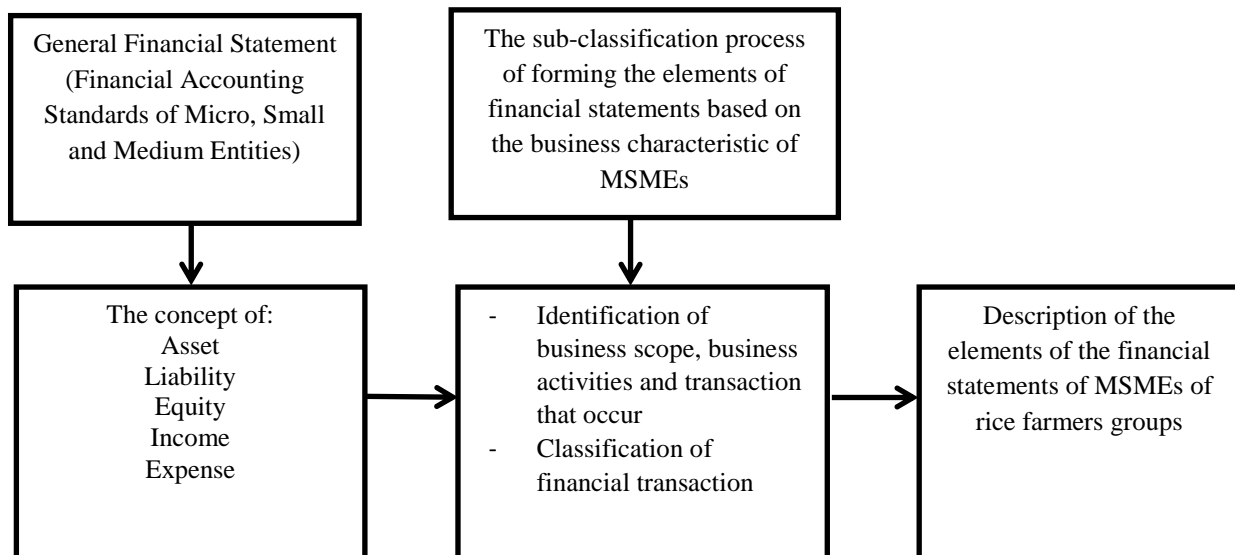 General Financial Statement
(Financial Accounting
Standards of Micro, Small
and Medium Entities)
The sub-classification process
of forming the elements of
financial statements based on
the business characteristic of
MSMEs
The concept of:
Asset
Liability
Equity
Income
Expense
- Identification of
business scope, business
activities and transaction
that occur
- Classification of
financial transaction
Description of the
elements of the financial
statements of MSMEs of
rice farmers groups